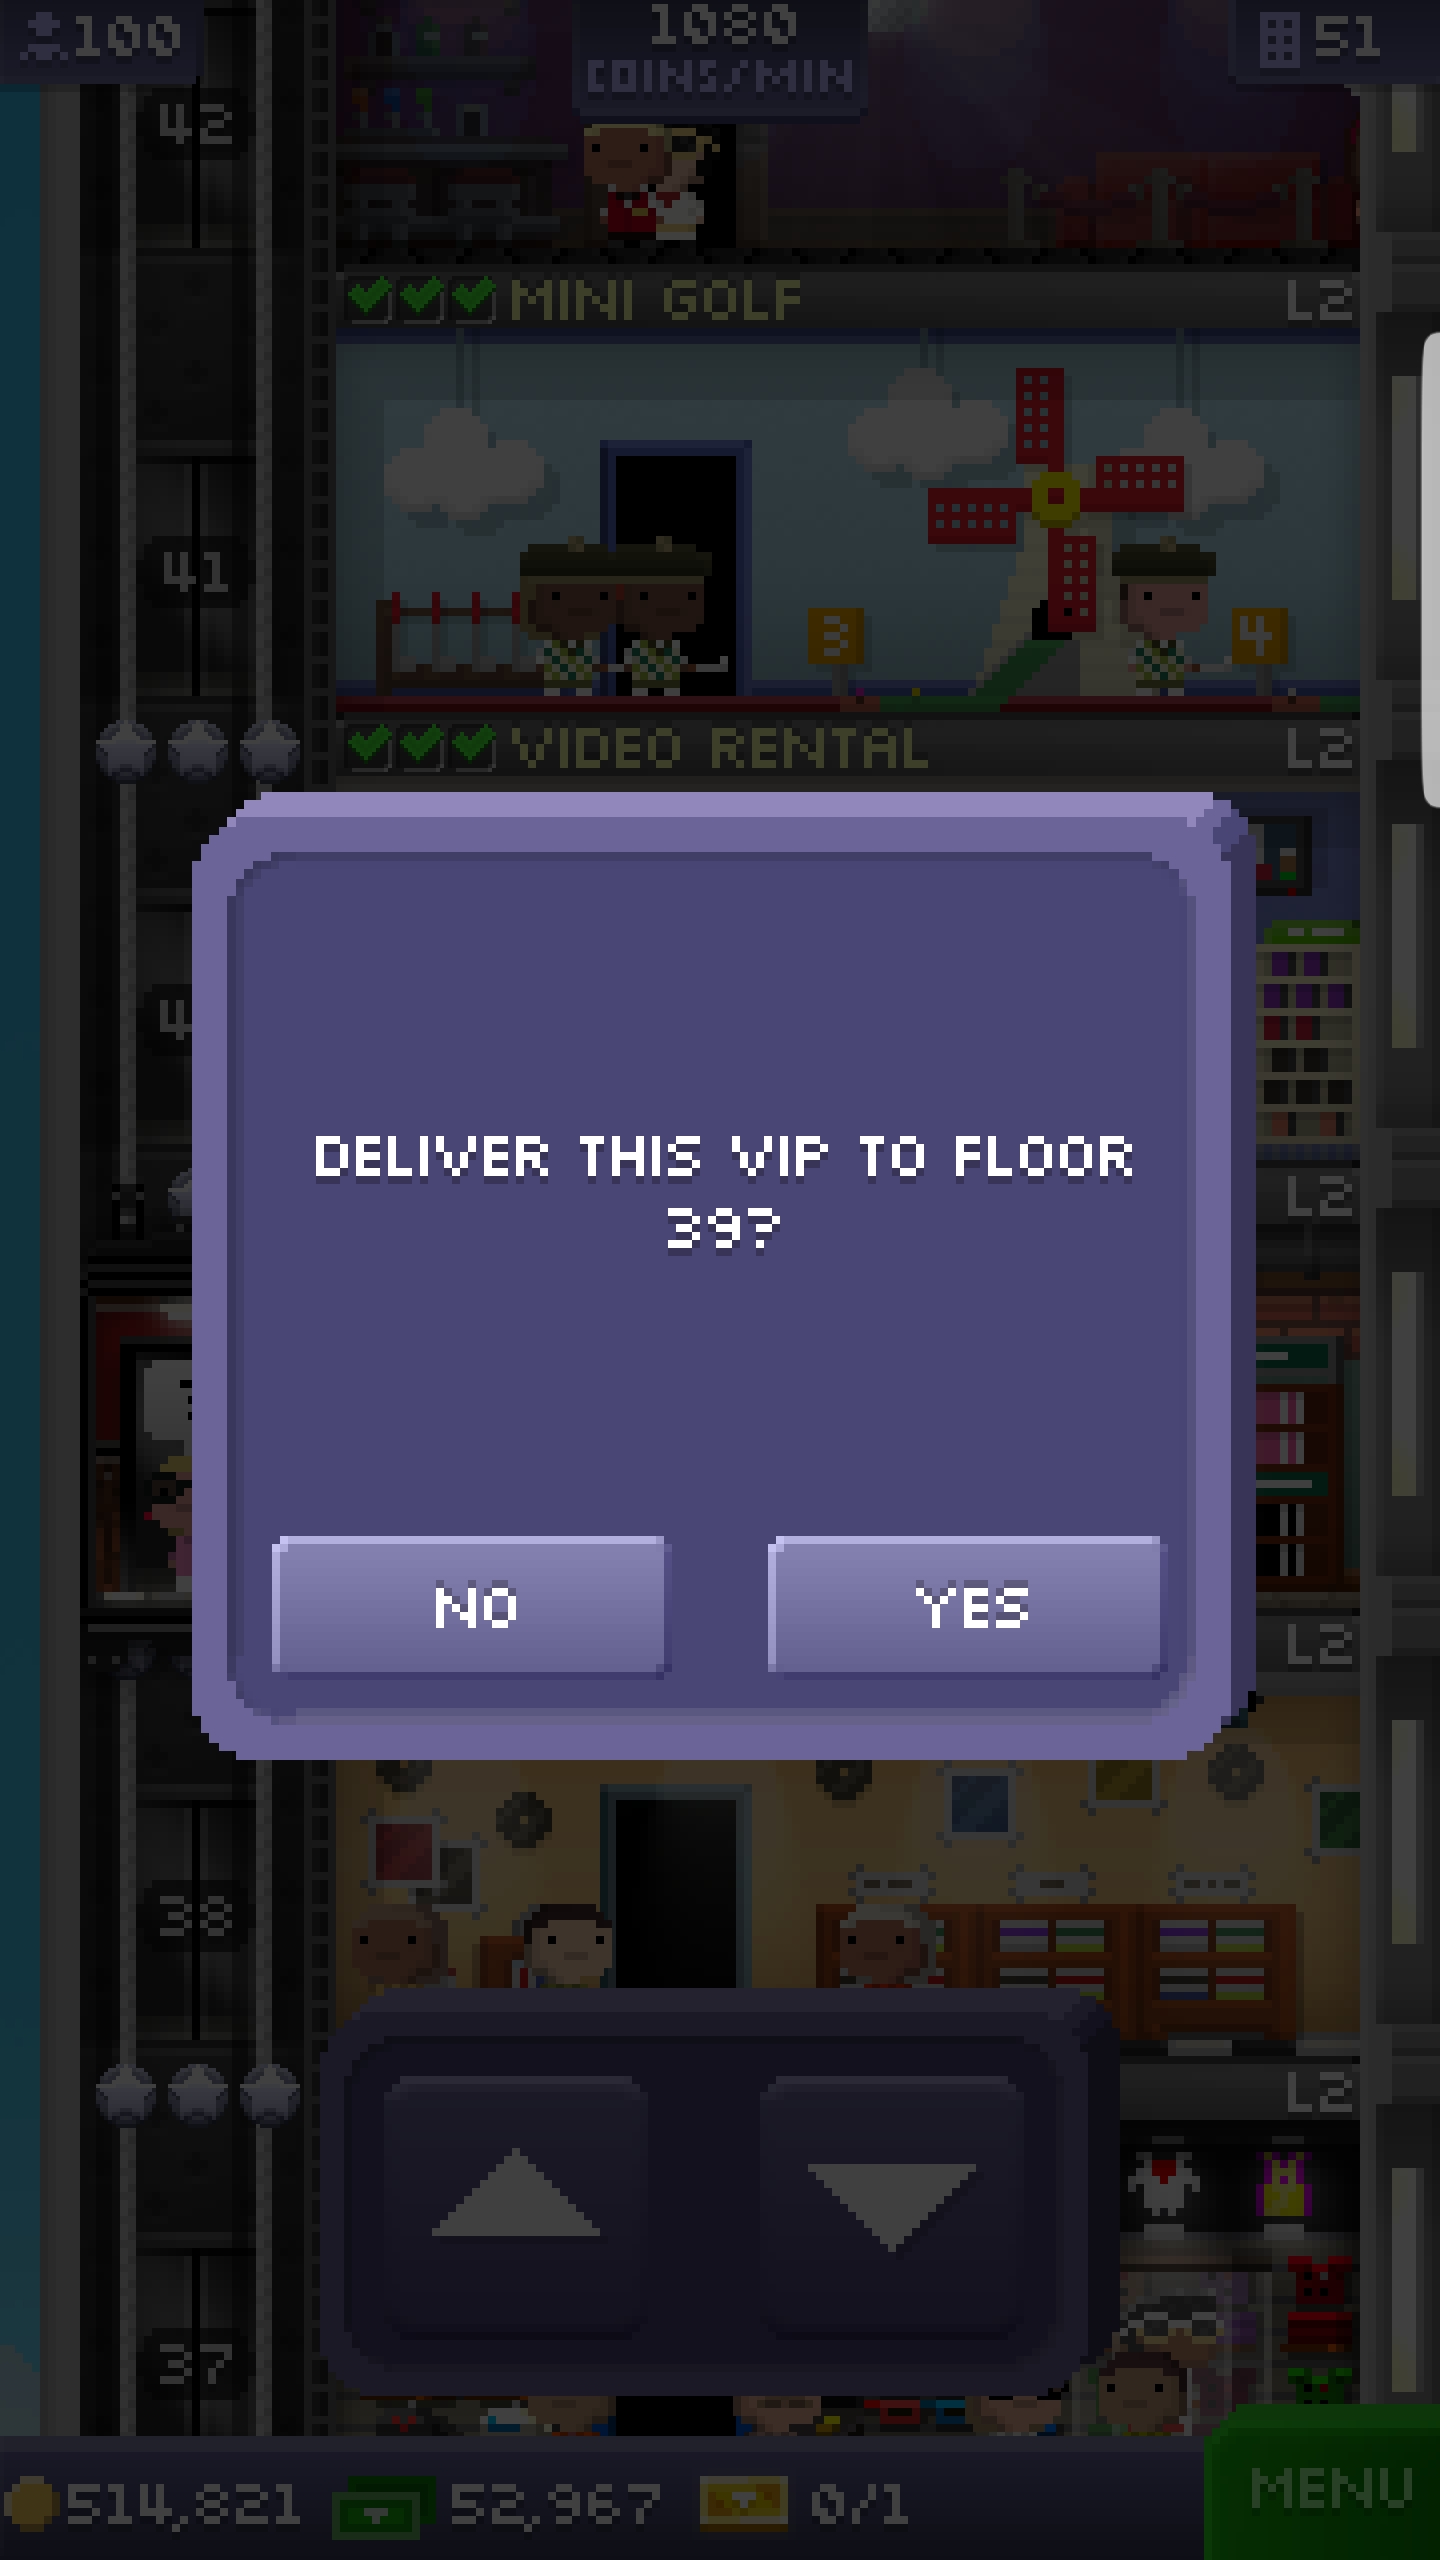 100
1080
COINS/MIN
51
42
MINI GOLF
L2
41
3
4
VIDEO RENTAL
L2
L2
DELIVER THIS VIP TO FLOOR
39?
NO
YES
L2
38
L2
37
514,821
52,967
0/1
MENU